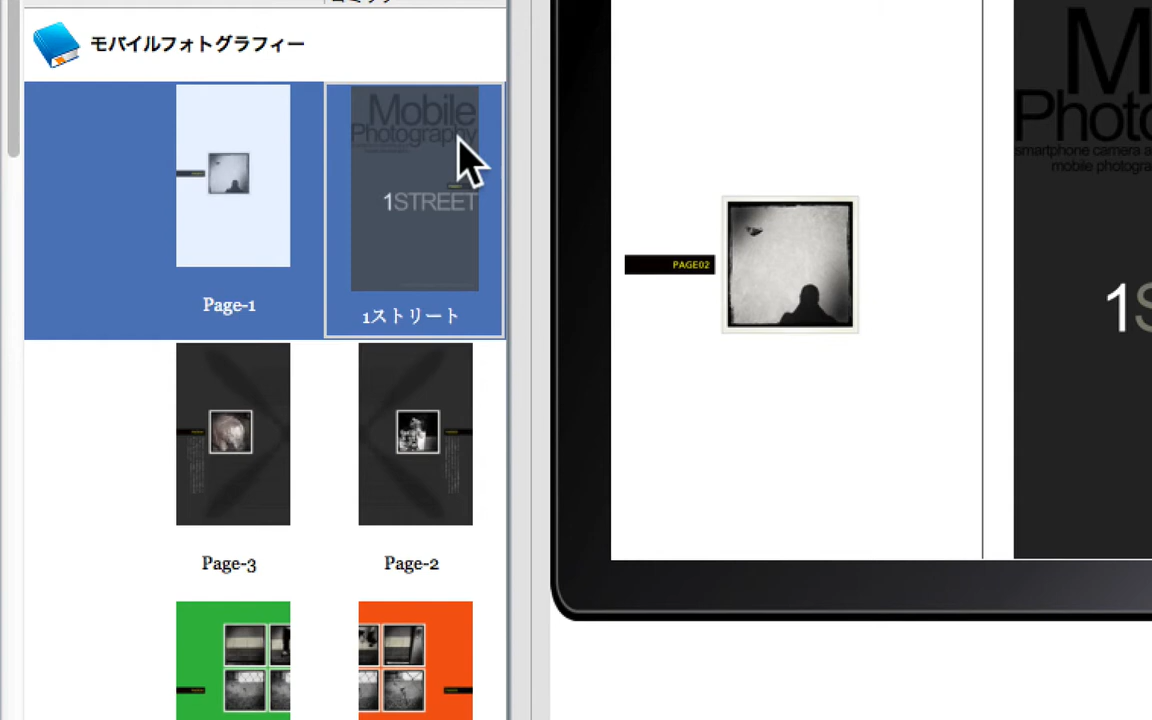 モバイルフォトグラフィー
Mobile
Photography
1STREET
Page-1
1ストリート
Page-3
Page-2
PAGE02
M
Photo
smartphone camera a
mobile photogra
1S